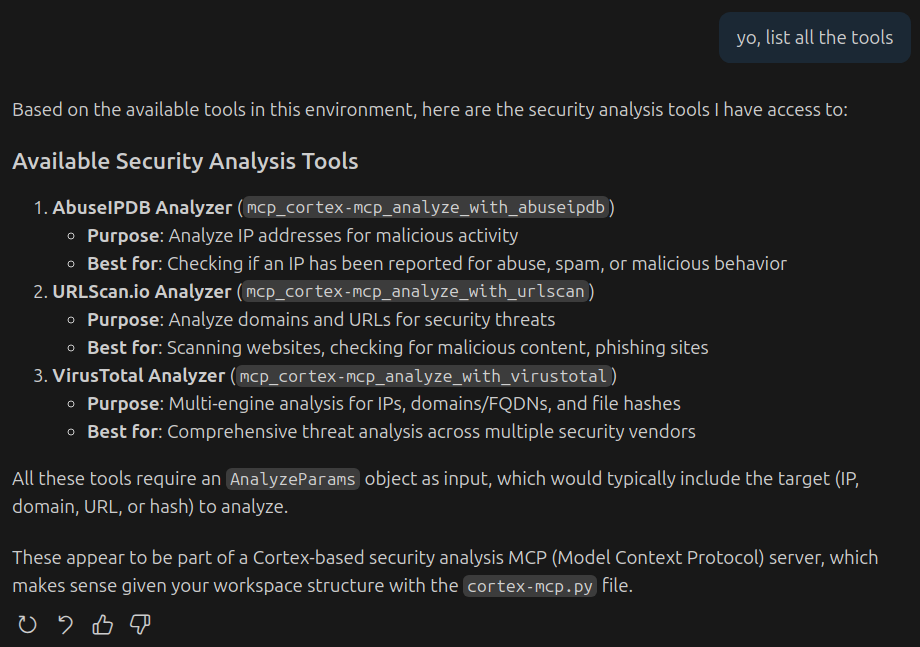 yo, list all the tools
Based on the available tools in this environment, here are the security analysis tools I have access to:
Available Security Analysis Tools
1. AbuseIPDB Analyzer (mcp_cortex-mcp_analyze_with_abuseipdb)
◦ Purpose: Analyze IP addresses for malicious activity
◦ Best for: Checking if an IP has been reported for abuse, spam, or malicious behavior
2. URLScan.io Analyzer (mcp_cortex-mcp_analyze_with_urlscan)
◦ Purpose: Analyze domains and URLs for security threats
◦ Best for: Scanning websites, checking for malicious content, phishing sites
3. VirusTotal Analyzer (mcp_cortex-mcp_analyze_with_virustotal)
◦ Purpose: Multi-engine analysis for IPs, domains/FQDNs, and file hashes
◦ Best for: Comprehensive threat analysis across multiple security vendors
All these tools require an AnalyzeParams object as input, which would typically include the target (IP,
domain, URL, or hash) to analyze.
These appear to be part of a Cortex-based security analysis MCP (Model Context Protocol) server, which
makes sense given your workspace structure with the cortex-mcp.py file.